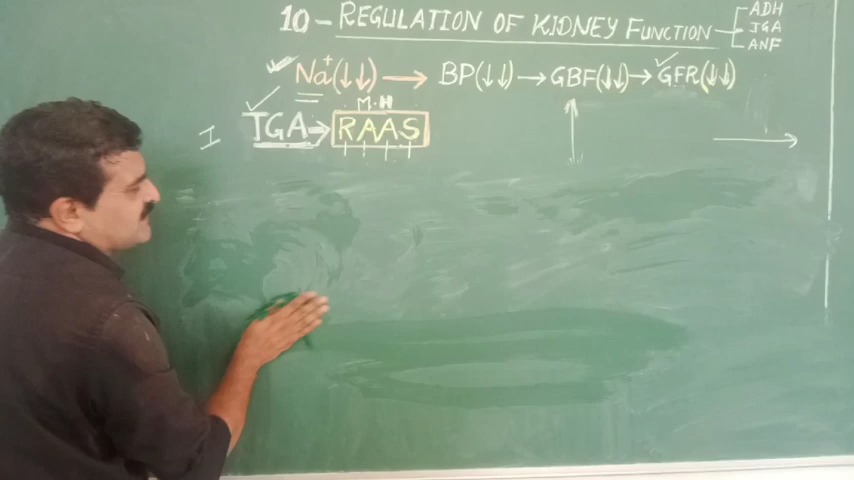 10 - REGULATION OF KIDNEY FUNCTION
ADH
JGA
ANF
Na+(↓↓) → BP(↓↓) → GBF(↓↓) → GFR(↓↓)
M.H
I JGA → RAAS